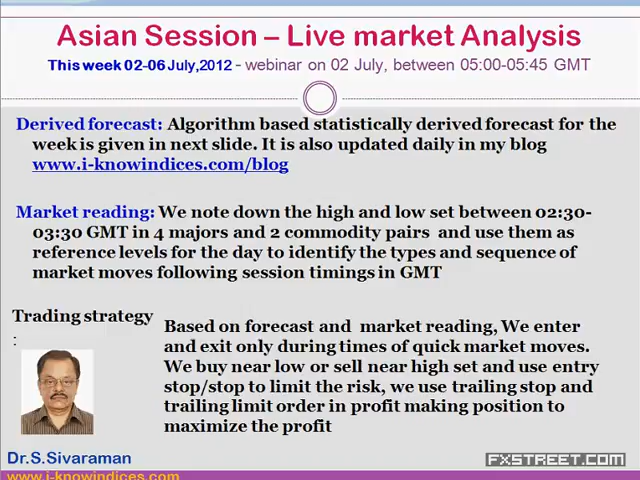 Asian Session – Live market Analysis
This week 02-06 July,2012 - webinar on 02 July, between 05:00-05:45 GMT
Derived forecast: Algorithm based statistically derived forecast for the
week is given in next slide. It is also updated daily in my blog
www.i-knowindices.com/blog
Market reading: We note down the high and low set between 02:30-
03:30 GMT in 4 majors and 2 commodity pairs and use them as
reference levels for the day to identify the types and sequence of
market moves following session timings in GMT
Trading strategy
:
Based on forecast and market reading, We enter
and exit only during times of quick market moves.
We buy near low or sell near high set and use entry
stop/stop to limit the risk, we use trailing stop and
trailing limit order in profit making position to
maximize the profit
Dr.S.Sivaraman
www.i-knowindices.com
FXSTREET.COM